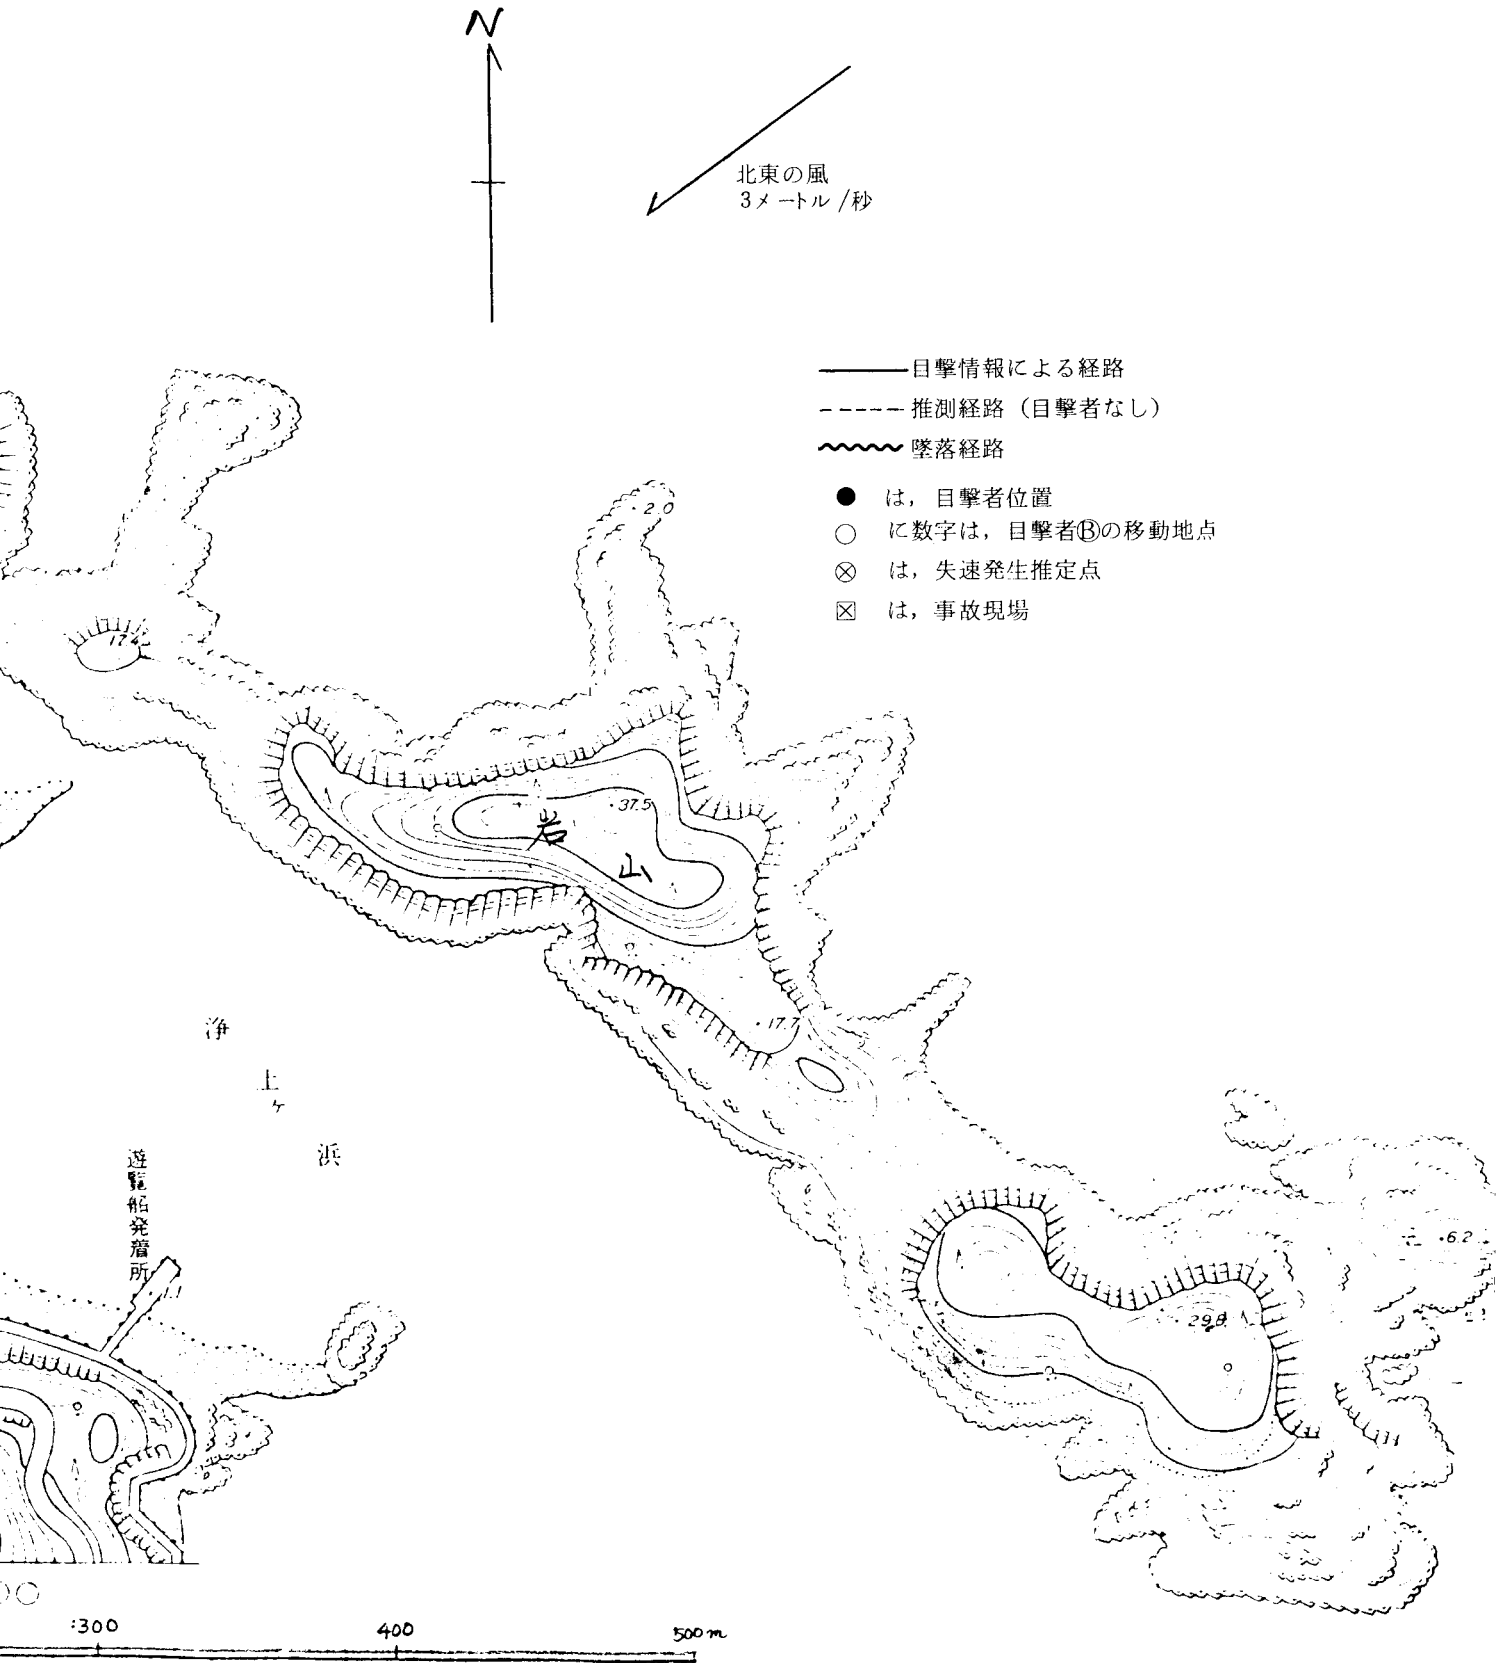 N
北東の風
3メートル/秒
目撃情報による経路
推測経路（目撃者なし）
墜落経路
は，目撃者位置
に数字は，目撃者Ⓑの移動地点
は，失速発生推定点
は，事故現場
2.0
17.4
37.5
岩山
17.7
浄土ヶ浜
遊覧船発着所
6.2
29.8
300
400
500m